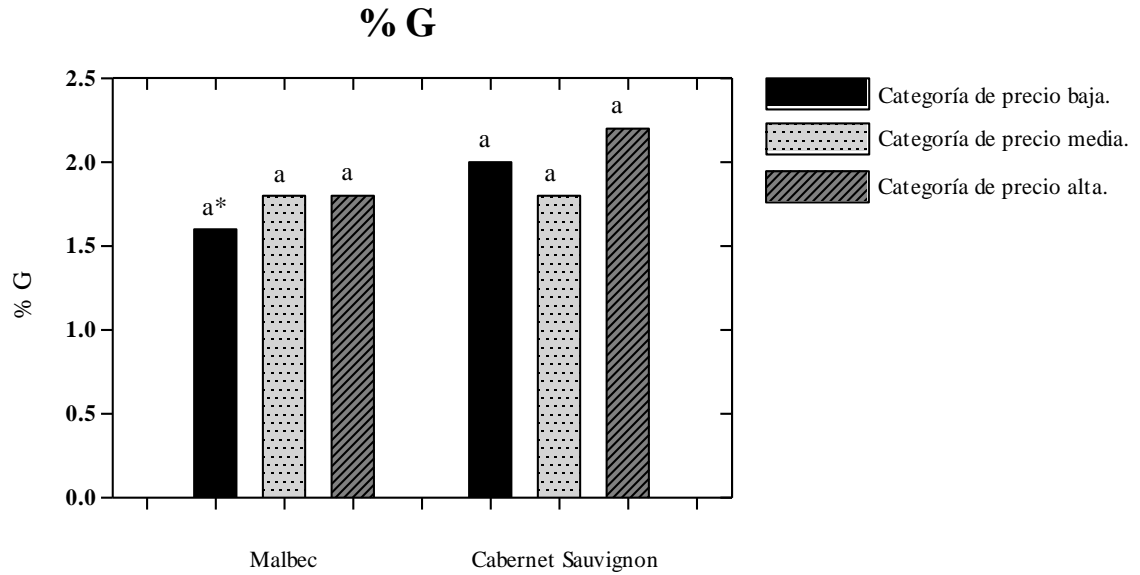 % G
2.5
2.0
1.5
1.0
0.5
0.0
% G
a*
a
a
a
a
a
Malbec
Cabernet Sauvignon
Categoría de precio baja.
Categoría de precio media.
Categoría de precio alta.